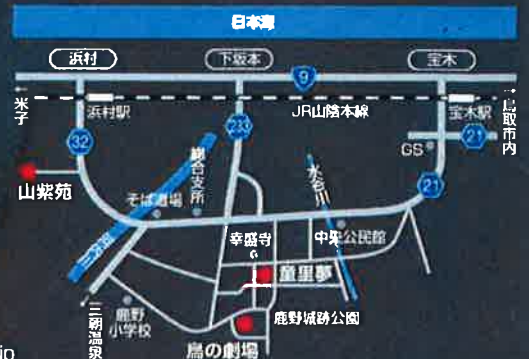 日本海
浜村
下坂本
宝木
9
←米子
浜村駅
JR山陰本線
宝木駅
→鳥取市内
32
233
21
GS
21
山紫苑
総合支所
そば道場
水谷川
幸盛寺
中央公民館
童里夢
三朝温泉
鹿野小学校
鳥の劇場
鹿野城跡公園